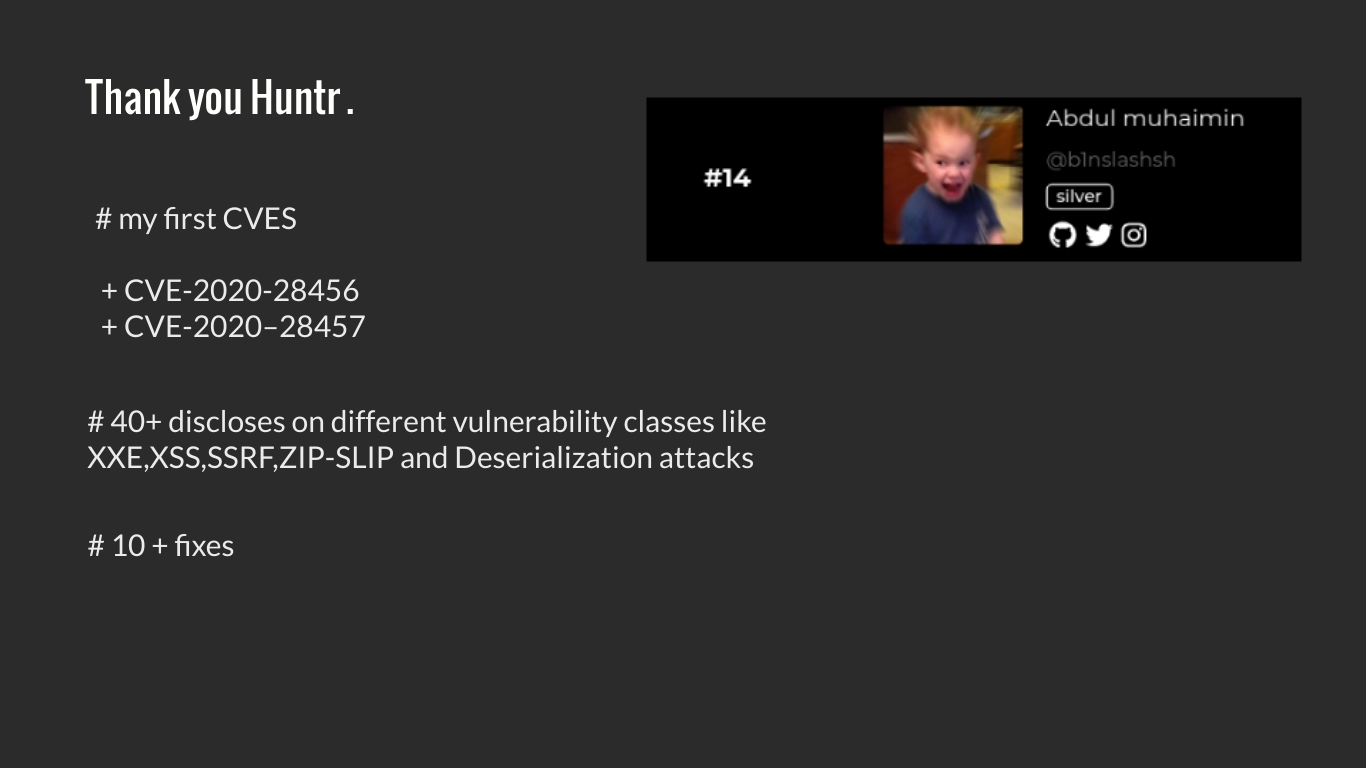 Thank you Huntr .
#14
Abdul muhaimin
@b1nslashsh
silver
# my first CVES
+ CVE-2020-28456
+ CVE-2020–28457
# 40+ discloses on different vulnerability classes like
XXE,XSS,SSRF,ZIP-SLIP and Deserialization attacks
# 10 + fixes